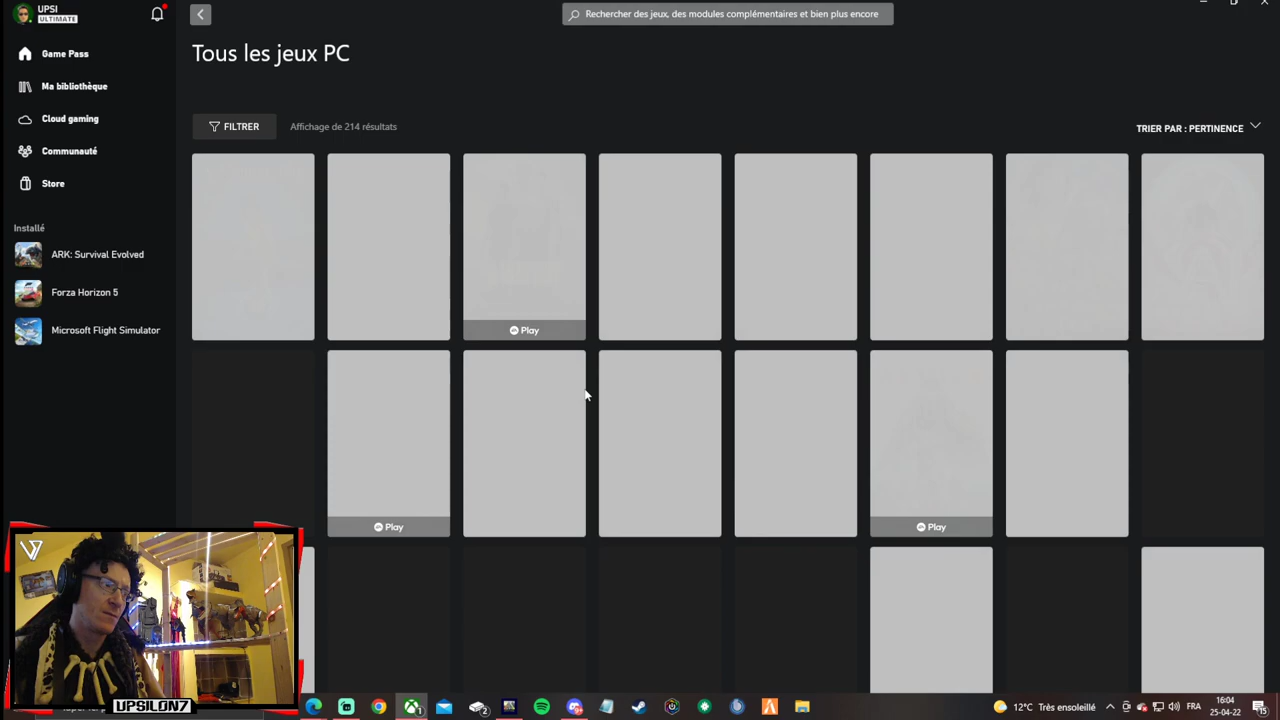 UPSI
ULTIMATE
Rechercher des jeux, des modules complémentaires et bien plus encore
Game Pass
Ma bibliothèque
Cloud gaming
Communauté
Store
Installé
ARK: Survival Evolved
Forza Horizon 5
Microsoft Flight Simulator
Tous les jeux PC
FILTRER
Affichage de 214 résultats
TRIER PAR : PERTINENCE
Play
Play
Play
UPSILON7
12°C Très ensoleillé
FRA
16:04
25-04-22